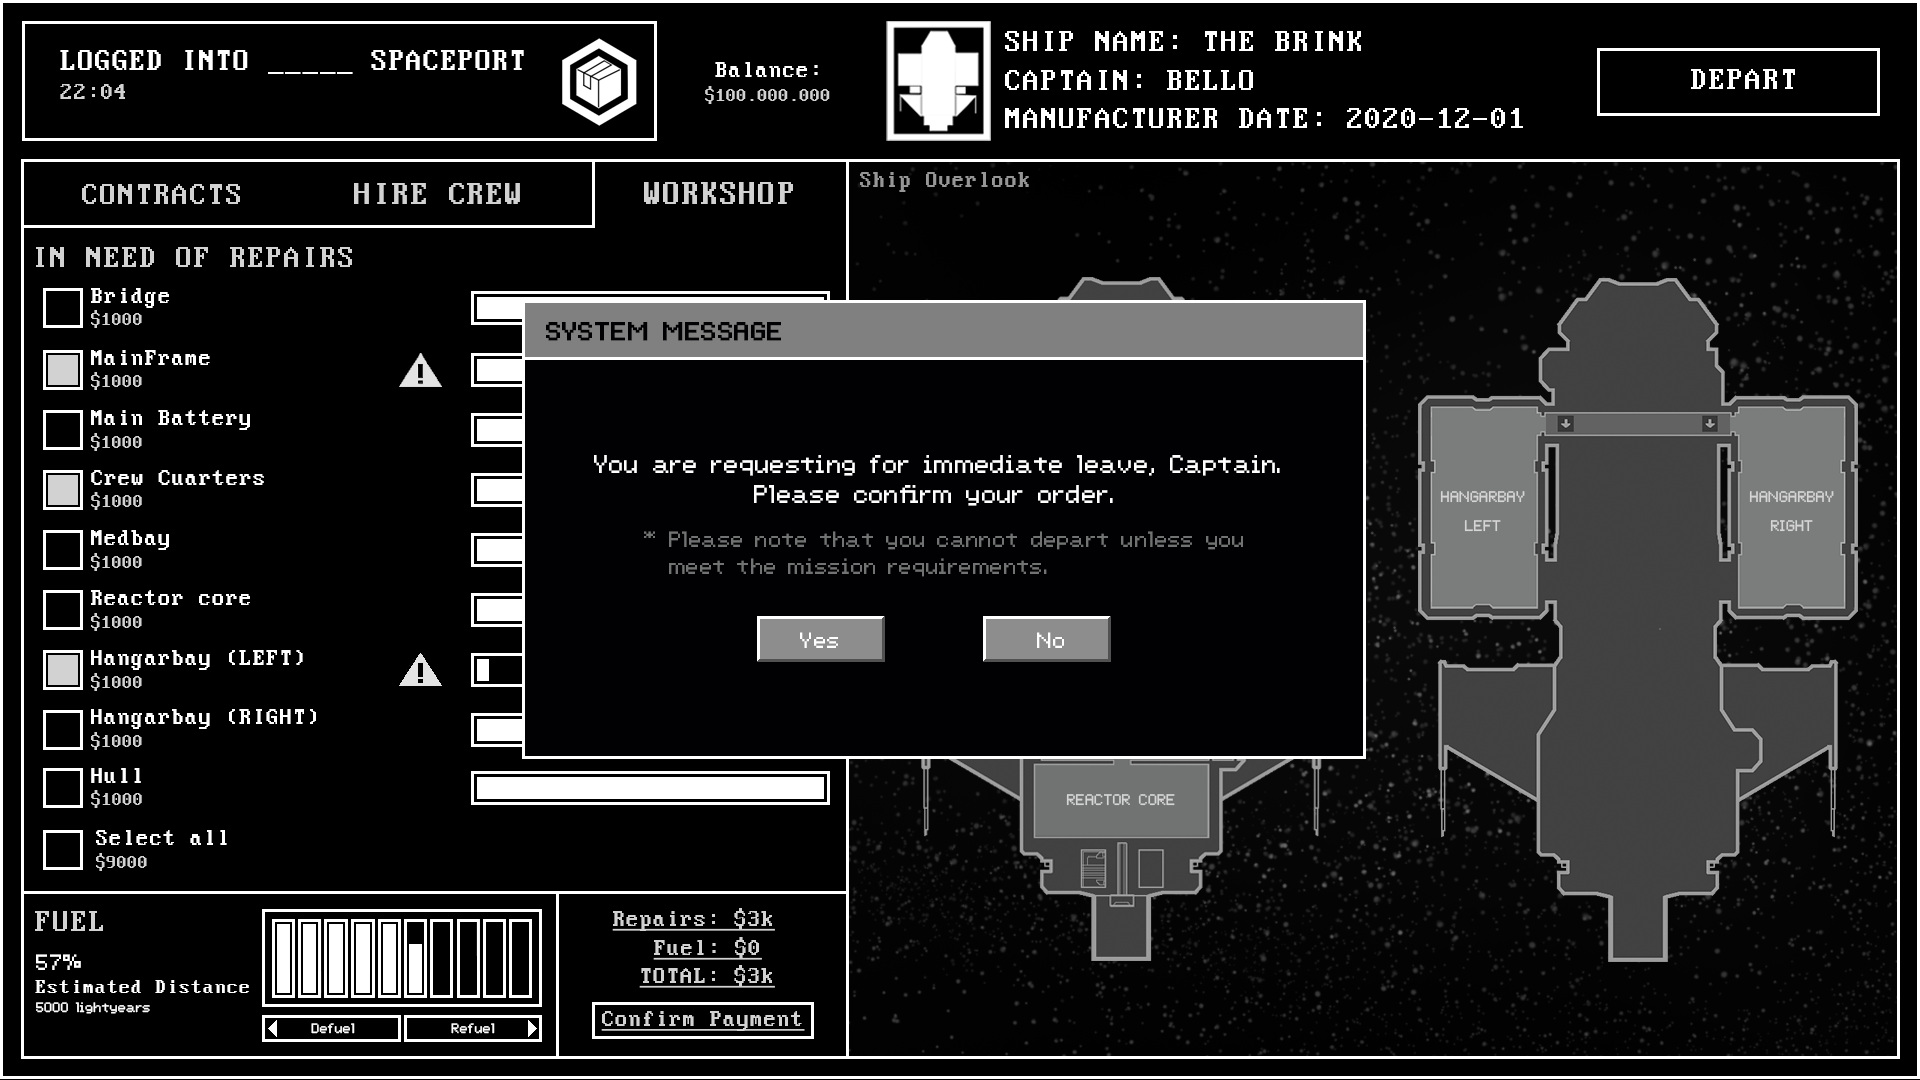 LOGGED INTO _____ SPACEPORT
22:04
Balance:
$100.000.000
SHIP NAME: THE BRINK
CAPTAIN: BELLO
MANUFACTURER DATE: 2020-12-01
DEPART
CONTRACTS
HIRE CREW
WORKSHOP
Ship Overlook
IN NEED OF REPAIRS
Bridge
$1000
MainFrame
$1000
Main Battery
$1000
Crew Cuarters
$1000
Medbay
$1000
Reactor core
$1000
Hangarbay (LEFT)
$1000
Hangarbay (RIGHT)
$1000
Hull
$1000
Select all
$9000
SYSTEM MESSAGE
You are requesting for immediate leave, Captain.
Please confirm your order.
* Please note that you cannot depart unless you
meet the mission requirements.
Yes
No
HANGARBAY
LEFT
HANGARBAY
RIGHT
REACTOR CORE
FUEL
57%
Estimated Distance
5000 lightyears
Defuel
Refuel
Repairs: $3k
Fuel: $0
TOTAL: $3k
Confirm Payment